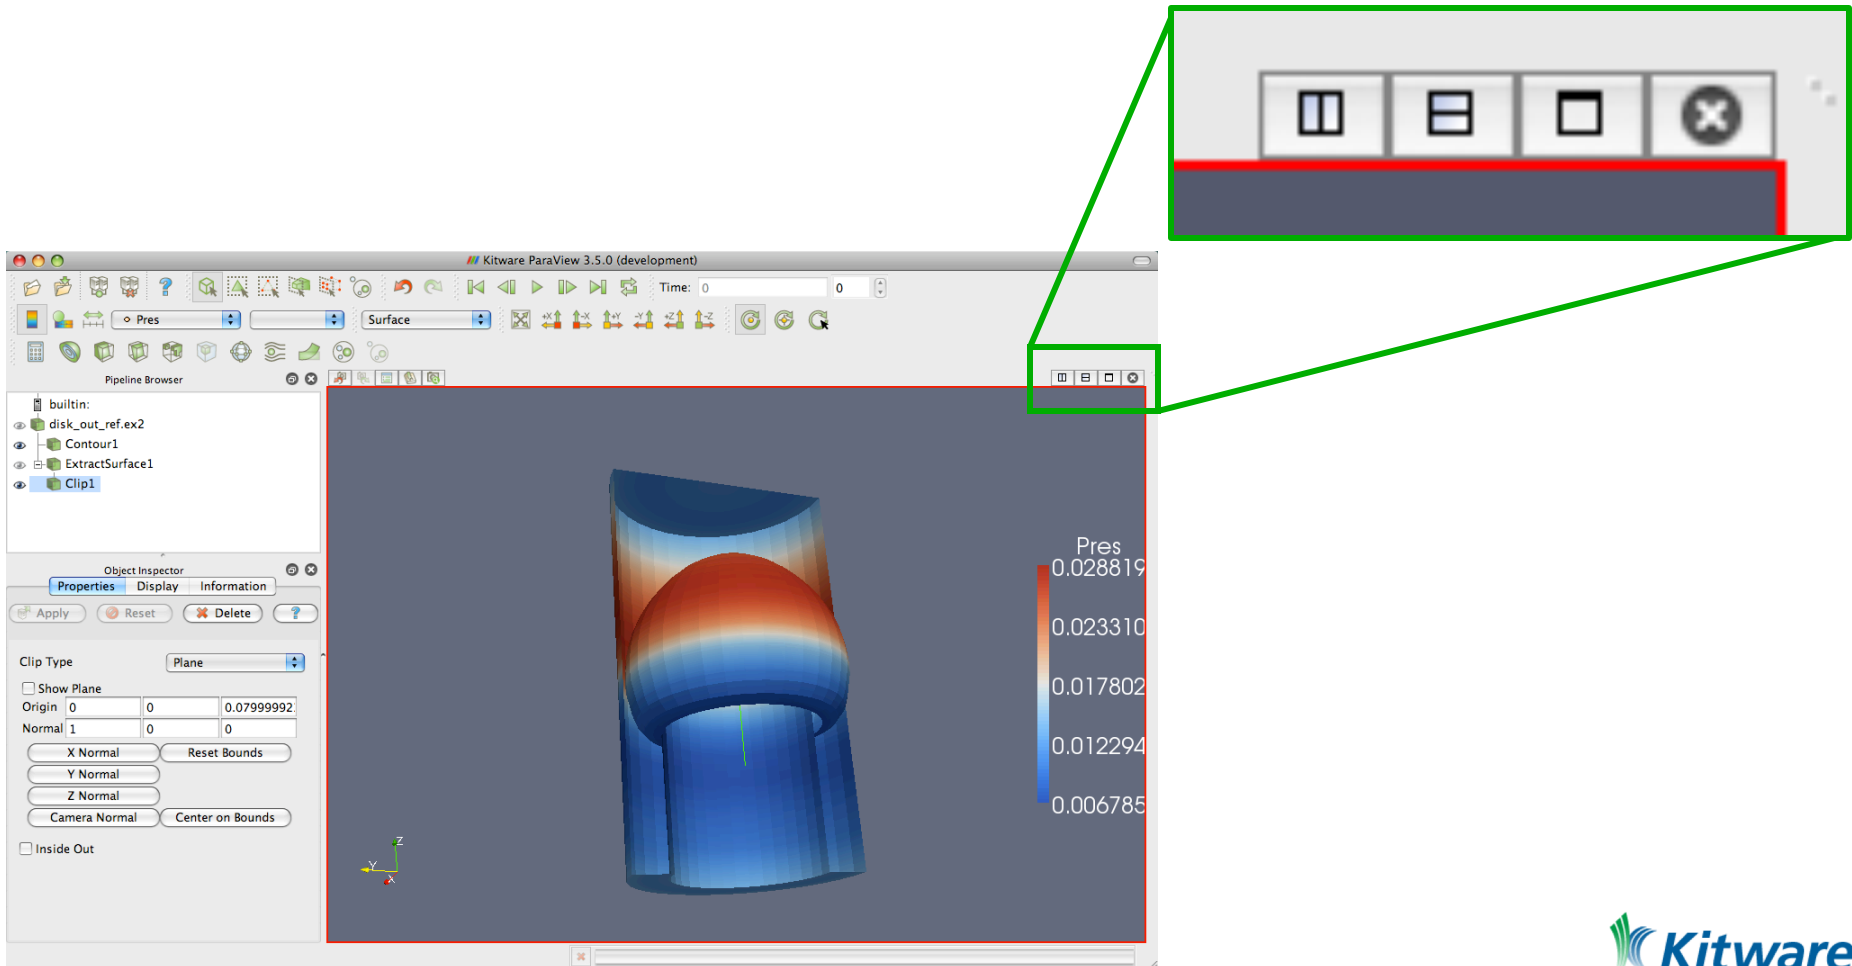 Kitware ParaView 3.5.0 (development)
Time: 0 0
Pres Surface
+X -X +Y -Y +Z -Z
Pipeline Browser
builtin:
disk_out_ref.ex2
Contour1
ExtractSurface1
Clip1
Object Inspector
Properties Display Information
Apply Reset Delete ?
Clip Type Plane
Show Plane
Origin 0 0 0.07999992
Normal 1 0 0
X Normal Reset Bounds
Y Normal
Z Normal
Camera Normal Center on Bounds
Inside Out
Pres
0.028819
0.023310
0.017802
0.012294
0.006785
Z
Y
X
Kitware